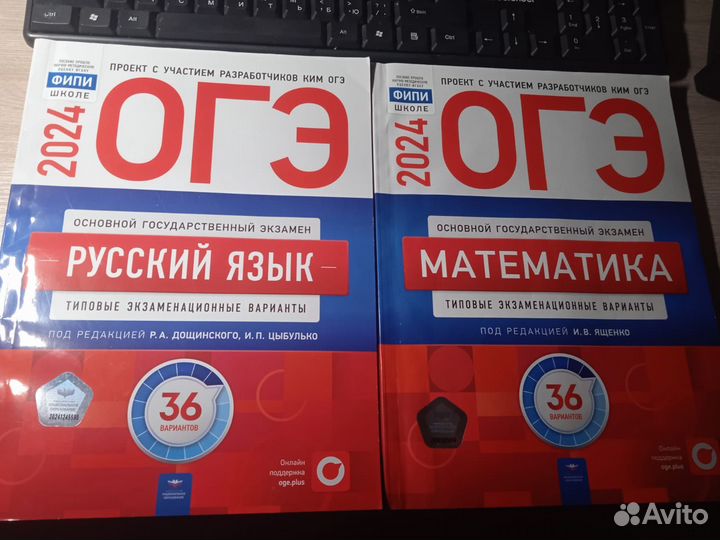 ПРОЕКТ С УЧАСТИЕМ РАЗРАБОТЧИКОВ КИМ ОГЭ
ФИПИ
ШКОЛЕ
2024
ОГЭ
ОСНОВНОЙ ГОСУДАРСТВЕННЫЙ ЭКЗАМЕН
РУССКИЙ ЯЗЫК
ТИПОВЫЕ ЭКЗАМЕНАЦИОННЫЕ ВАРИАНТЫ
ПОД РЕДАКЦИЕЙ Р.А. ДОЩИНСКОГО, И.П. ЦЫБУЛЬКО
36
ВАРИАНТОВ
Онлайн
поддержка
oge.plus
ПРОЕКТ С УЧАСТИЕМ РАЗРАБОТЧИКОВ КИМ ОГЭ
ФИПИ
ШКОЛЕ
2024
ОГЭ
ОСНОВНОЙ ГОСУДАРСТВЕННЫЙ ЭКЗАМЕН
МАТЕМАТИКА
ТИПОВЫЕ ЭКЗАМЕНАЦИОННЫЕ ВАРИАНТЫ
ПОД РЕДАКЦИЕЙ И.В. ЯЩЕНКО
36
ВАРИАНТОВ
Онлайн
поддержка
oge.plus
Avito